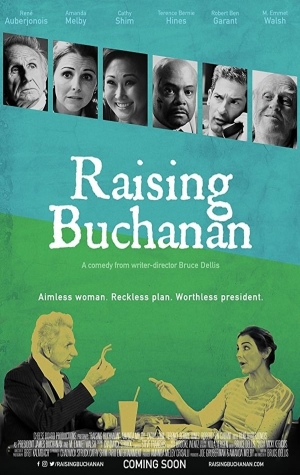 René Auberjonois
Amanda Melby
Cathy Shim
Terence Bernie Hines
Robert Ben Garant
M. Emmet Walsh
Raising
Buchanan
A comedy from writer-director Bruce Dellis
Aimless woman. Reckless plan. Worthless president.
COMING SOON
/RAISINGBUCHANAN
RAISINGBUCHANAN.COM